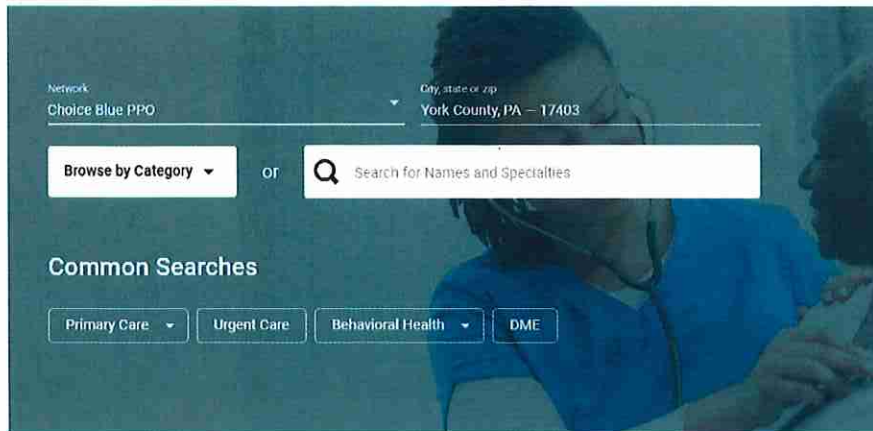 Network
Choice Blue PPO
City, state or zip
York County, PA – 17403
Browse by Category
or
Search for Names and Specialties
Common Searches
Primary Care
Urgent Care
Behavioral Health
DME